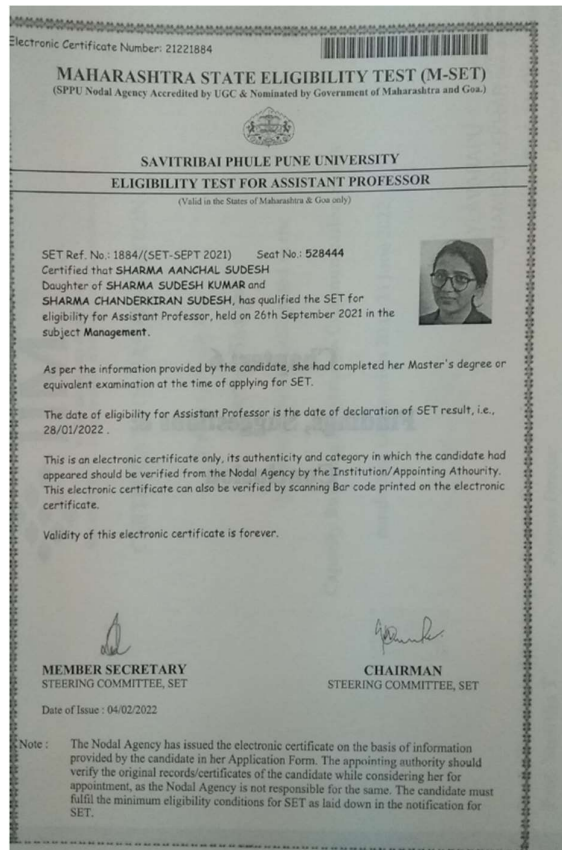 Electronic Certificate Number: 21221884
MAHARASHTRA STATE ELIGIBILITY TEST (M-SET)
(SPPU Nodal Agency Accredited by UGC & Nominated by Government of Maharashtra and Goa.)
SAVITRIBAI PHULE PUNE UNIVERSITY
ELIGIBILITY TEST FOR ASSISTANT PROFESSOR
(Valid in the States of Maharashtra & Goa only)
SET Ref. No.: 1884/(SET-SEPT 2021) Seat No.: 528444
Certified that SHARMA AANCHAL SUDESH
Daughter of SHARMA SUDESH KUMAR and
SHARMA CHANDERKIRAN SUDESH, has qualified the SET for
eligibility for Assistant Professor, held on 26th September 2021 in the
subject Management.
As per the information provided by the candidate, she had completed her Master's degree or
equivalent examination at the time of applying for SET.
The date of eligibility for Assistant Professor is the date of declaration of SET result, i.e.,
28/01/2022 .
This is an electronic certificate only, its authenticity and category in which the candidate had
appeared should be verified from the Nodal Agency by the Institution/Appointing Athourity.
This electronic certificate can also be verified by scanning Bar code printed on the electronic
certificate.
Validity of this electronic certificate is forever.
MEMBER SECRETARY
STEERING COMMITTEE, SET
CHAIRMAN
STEERING COMMITTEE, SET
Date of Issue : 04/02/2022
Note : The Nodal Agency has issued the electronic certificate on the basis of information
provided by the candidate in her Application Form. The appointing authority should
verify the original records/certificates of the candidate while considering her for
appointment, as the Nodal Agency is not responsible for the same. The candidate must
fulfil the minimum eligibility conditions for SET as laid down in the notification for
SET.